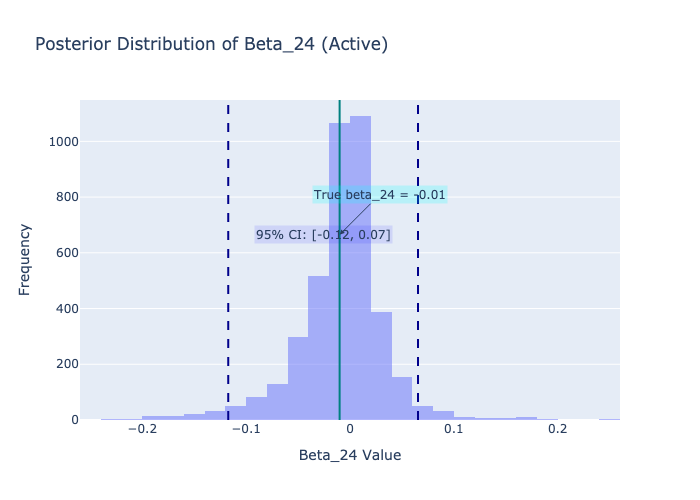 Posterior Distribution of Beta_24 (Active)
1000
800
600
400
200
0
Frequency
True beta_24 = -0.01
95% CI: [-0.12, 0.07]
−0.2
−0.1
0
0.1
0.2
Beta_24 Value